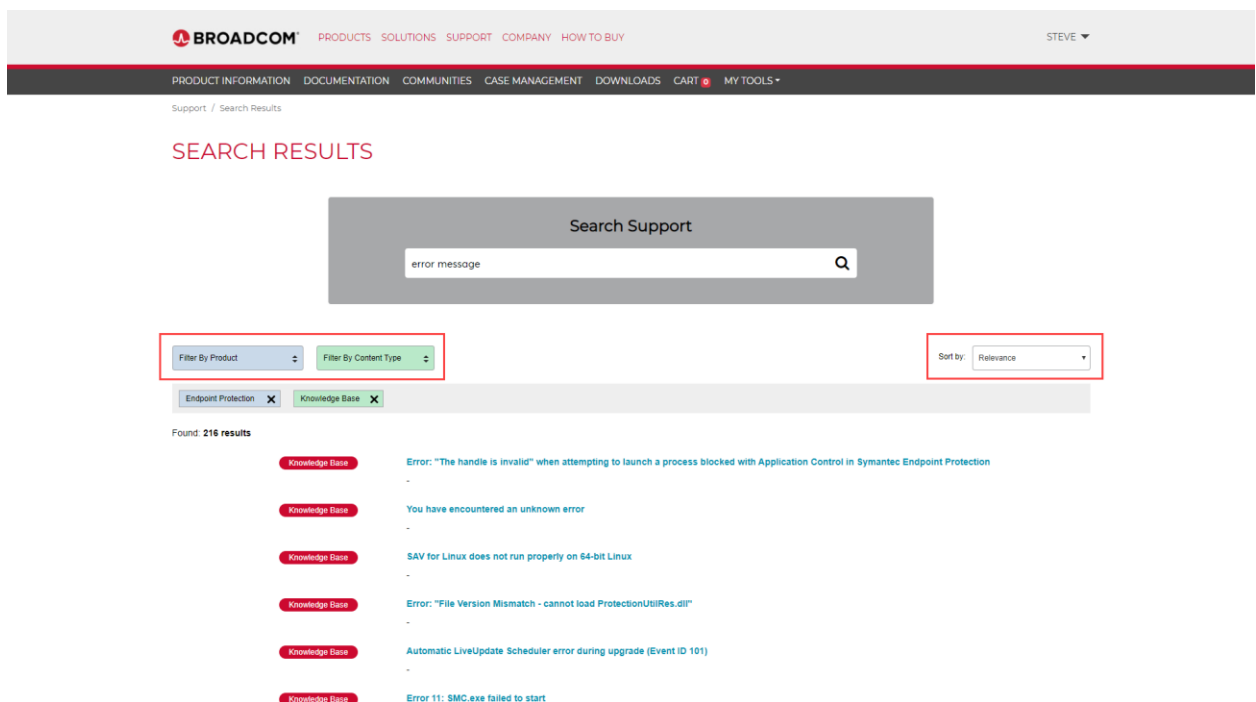 BROADCOM PRODUCTS SOLUTIONS SUPPORT COMPANY HOW TO BUY STEVE
PRODUCT INFORMATION DOCUMENTATION COMMUNITIES CASE MANAGEMENT DOWNLOADS CART 0 MY TOOLS
Support / Search Results
SEARCH RESULTS
Search Support
error message
Filter By Product Filter By Content Type Sort by: Relevance
Endpoint Protection Knowledge Base
Found: 216 results
Knowledge Base Error: "The handle is invalid" when attempting to launch a process blocked with Application Control in Symantec Endpoint Protection
-
Knowledge Base You have encountered an unknown error
-
Knowledge Base SAV for Linux does not run properly on 64-bit Linux
-
Knowledge Base Error: "File Version Mismatch - cannot load ProtectionUtilRes.dll"
-
Knowledge Base Automatic LiveUpdate Scheduler error during upgrade (Event ID 101)
-
Knowledge Base Error 11: SMC.exe failed to start